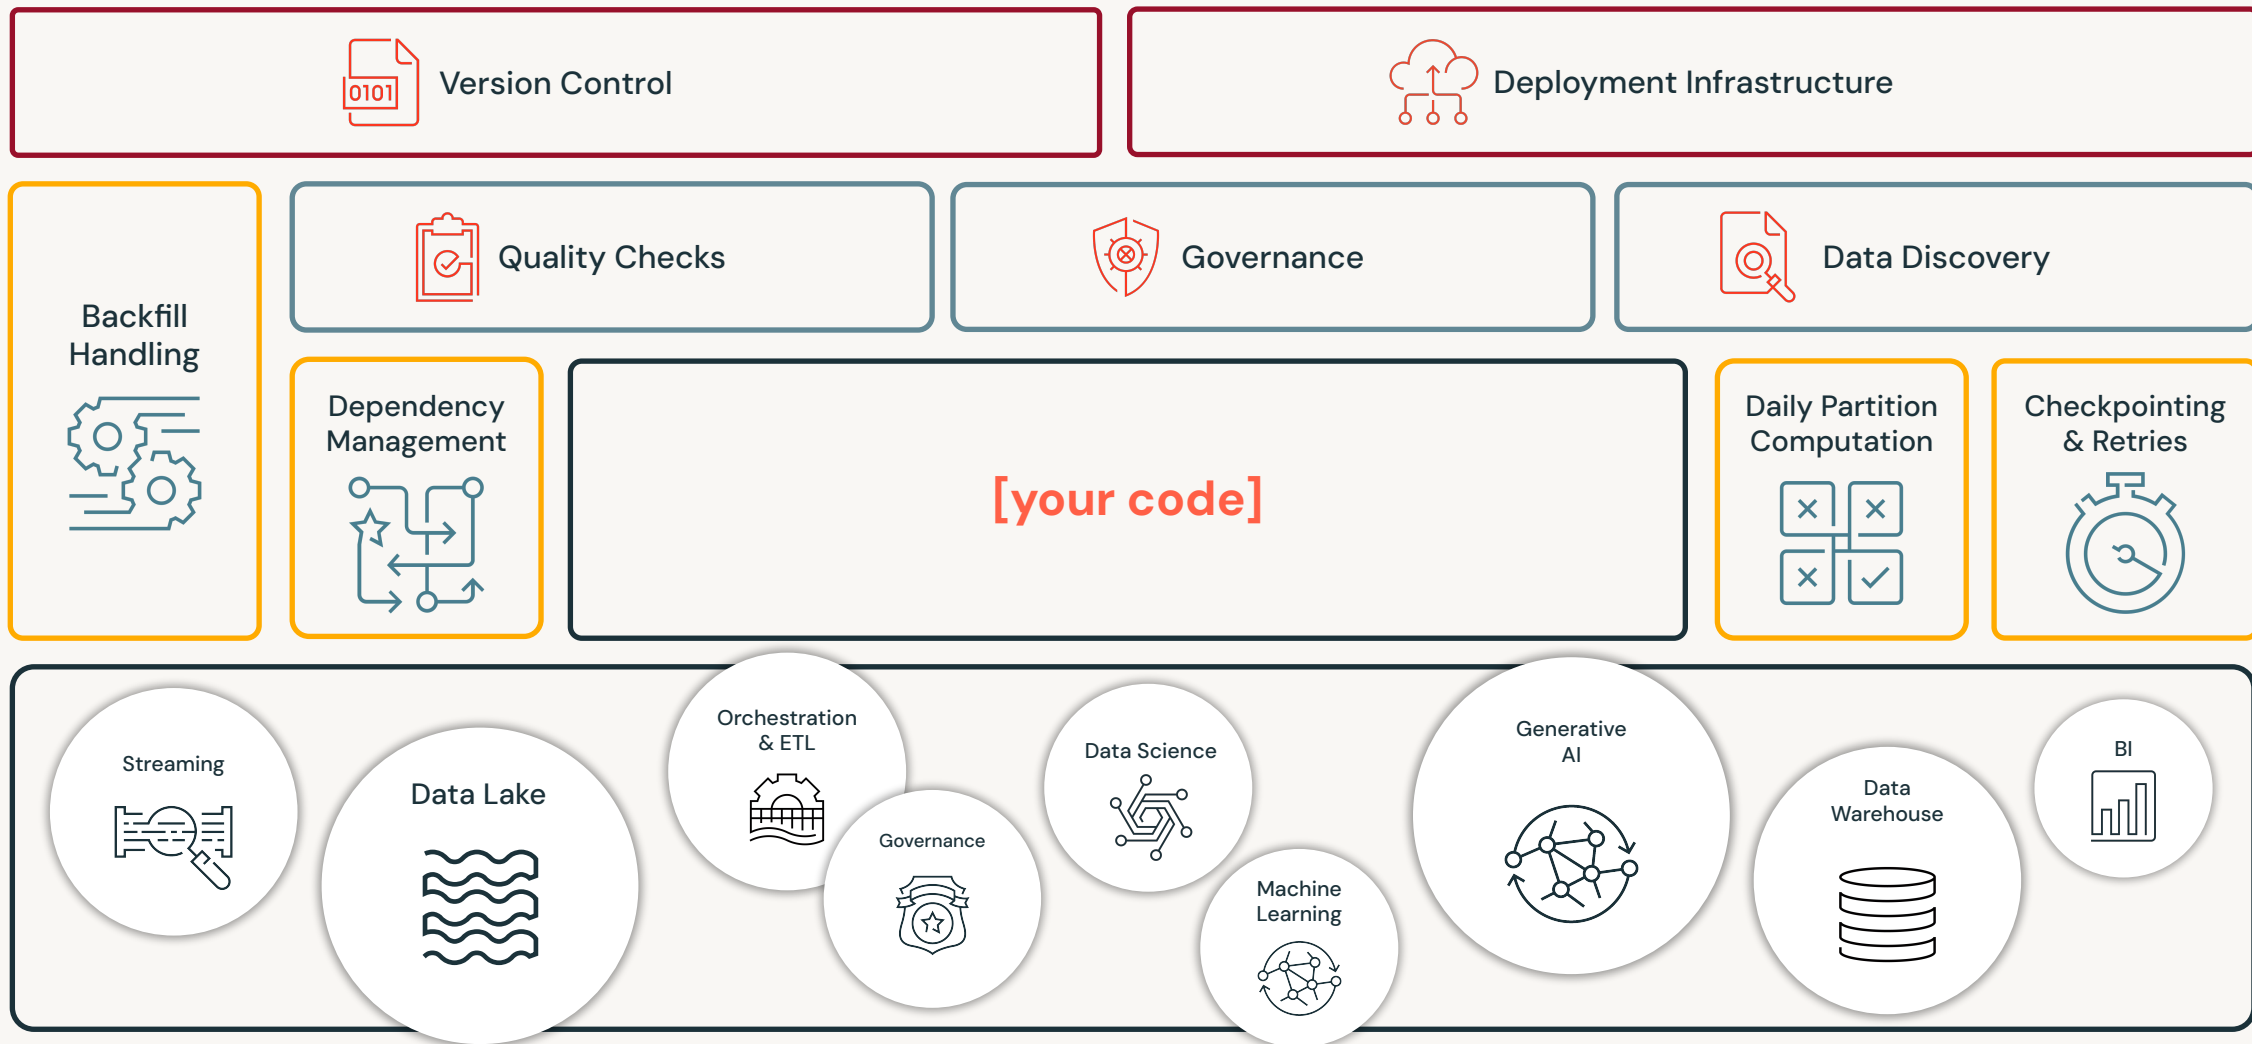 Version Control
0101
Deployment Infrastructure
Backfill
Handling
Quality Checks
Governance
Data Discovery
Dependency
Management
[your code]
Daily Partition
Computation
Checkpointing
& Retries
Streaming
Data Lake
Orchestration
& ETL
Governance
Data Science
Machine
Learning
Generative
AI
Data
Warehouse
BI